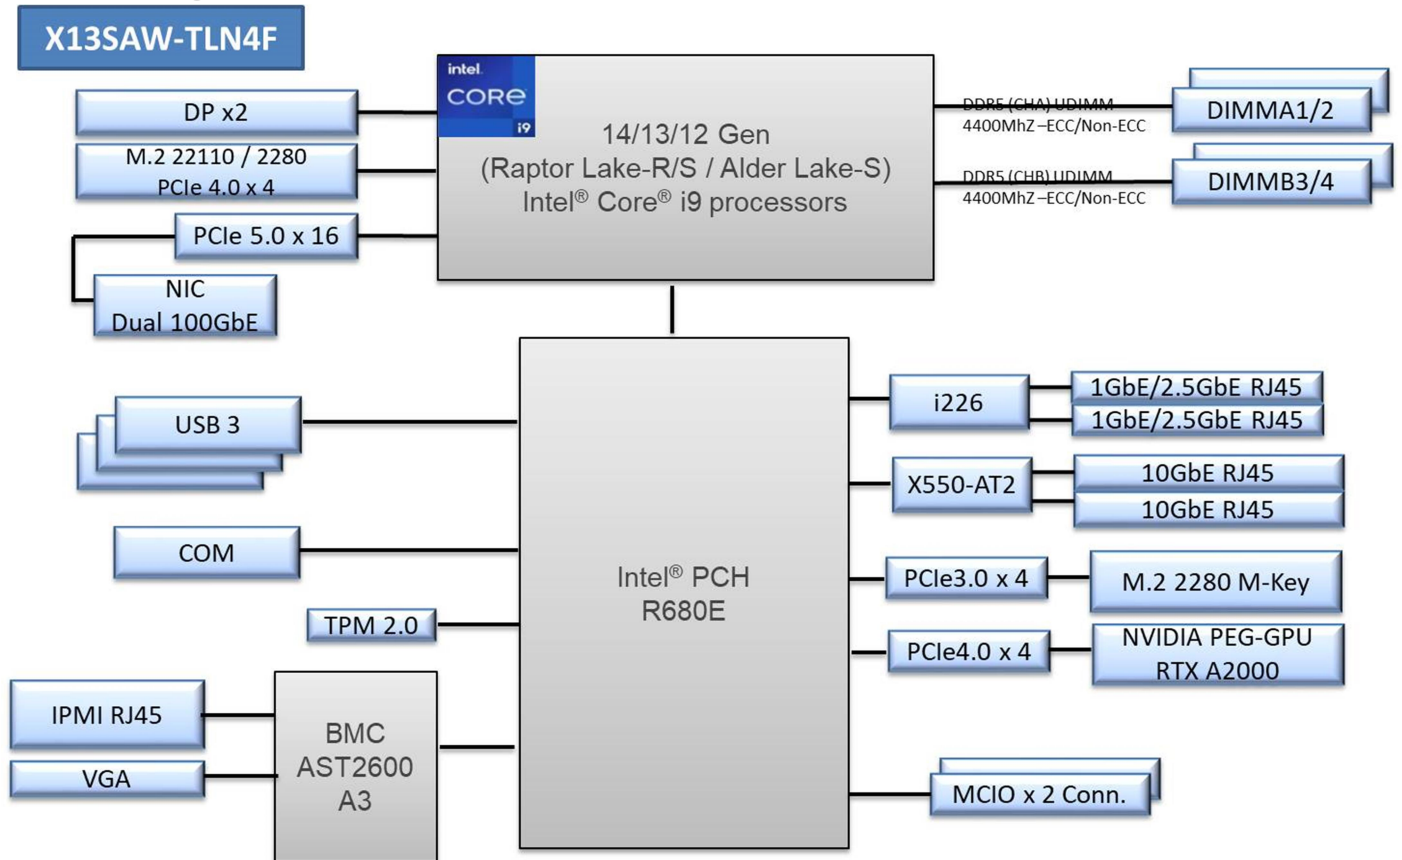 X13SAW-TLN4F
intel
CORE
i9
14/13/12 Gen
(Raptor Lake-R/S / Alder Lake-S)
Intel® Core® i9 processors
DP x2
M.2 22110 / 2280
PCIe 4.0 x 4
PCIe 5.0 x 16
NIC
Dual 100GbE
DDR5 (CHA) UDIMM
4400MhZ –ECC/Non-ECC
DIMMA1/2
DDR5 (CHB) UDIMM
4400MhZ –ECC/Non-ECC
DIMMB3/4
USB 3
COM
TPM 2.0
IPMI RJ45
VGA
BMC
AST2600
A3
Intel® PCH
R680E
i226
1GbE/2.5GbE RJ45
1GbE/2.5GbE RJ45
X550-AT2
10GbE RJ45
10GbE RJ45
PCIe3.0 x 4
M.2 2280 M-Key
PCIe4.0 x 4
NVIDIA PEG-GPU
RTX A2000
MCIO x 2 Conn.